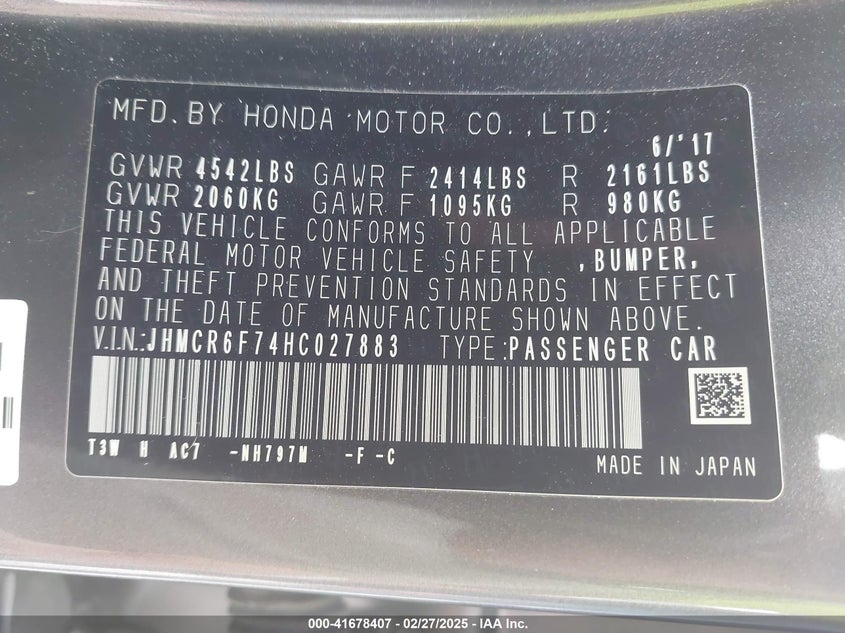 MFD. BY HONDA MOTOR CO., LTD.
6/'17
GVWR 4542LBS GAWR F 2414LBS R 2161LBS
GVWR 2060KG GAWR F 1095KG R 980KG
THIS VEHICLE CONFORMS TO ALL APPLICABLE
FEDERAL MOTOR VEHICLE SAFETY , BUMPER,
AND THEFT PREVENTION STANDARDS IN EFFECT
ON THE DATE OF MANUFACTURE SHOWN ABOVE.
V.I.N.: JHMCR6F74HC027883 TYPE: PASSENGER CAR
T3W H AC7 -NH797M -F -C
MADE IN JAPAN
000-41678407 - 02/27/2025 - IAA Inc.